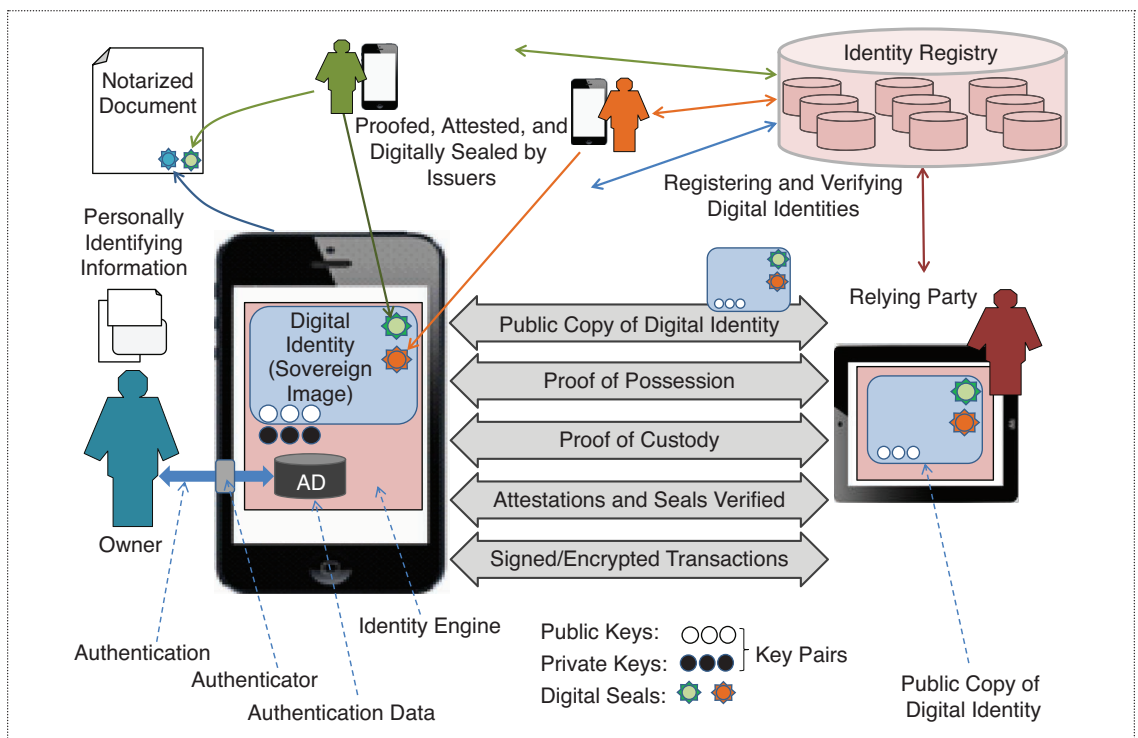 Notarized
Document
Identity Registry
Proofed, Attested, and
Digitally Sealed by
Issuers
Registering and Verifying
Digital Identities
Personally
Identifying
Information
Relying Party
Digital
Identity
(Sovereign
Image)
Public Copy of Digital Identity
Proof of Possession
Proof of Custody
AD
Attestations and Seals Verified
Owner
Signed/Encrypted Transactions
Identity Engine
Authentication
Authenticator
Authentication Data
Public Keys:
Private Keys:
Key Pairs
Digital Seals:
Public Copy of
Digital Identity